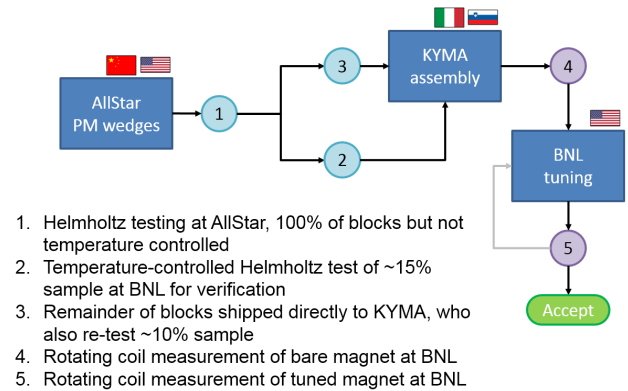 AllStar
PM wedges
1
3
2
KYMA
assembly
4
BNL
tuning
5
Accept
1. Helmholtz testing at AllStar, 100% of blocks but not
temperature controlled
2. Temperature-controlled Helmholtz test of ~15%
sample at BNL for verification
3. Remainder of blocks shipped directly to KYMA, who
also re-test ~10% sample
4. Rotating coil measurement of bare magnet at BNL
5. Rotating coil measurement of tuned magnet at BNL